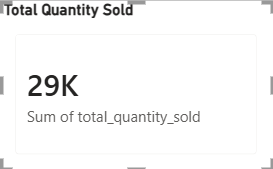 Total Quantity Sold
29K
Sum of total_quantity_sold